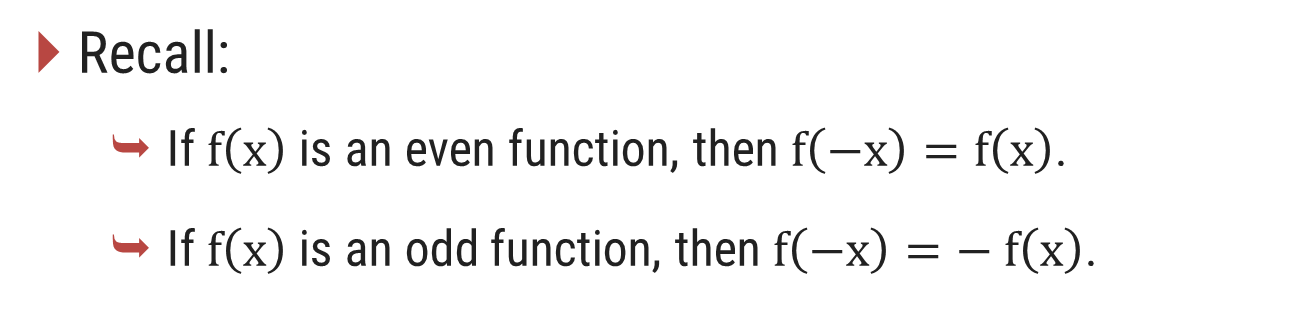 Recall:
If f(x) is an even function, then f(−x) = f(x).
If f(x) is an odd function, then f(−x) = − f(x).